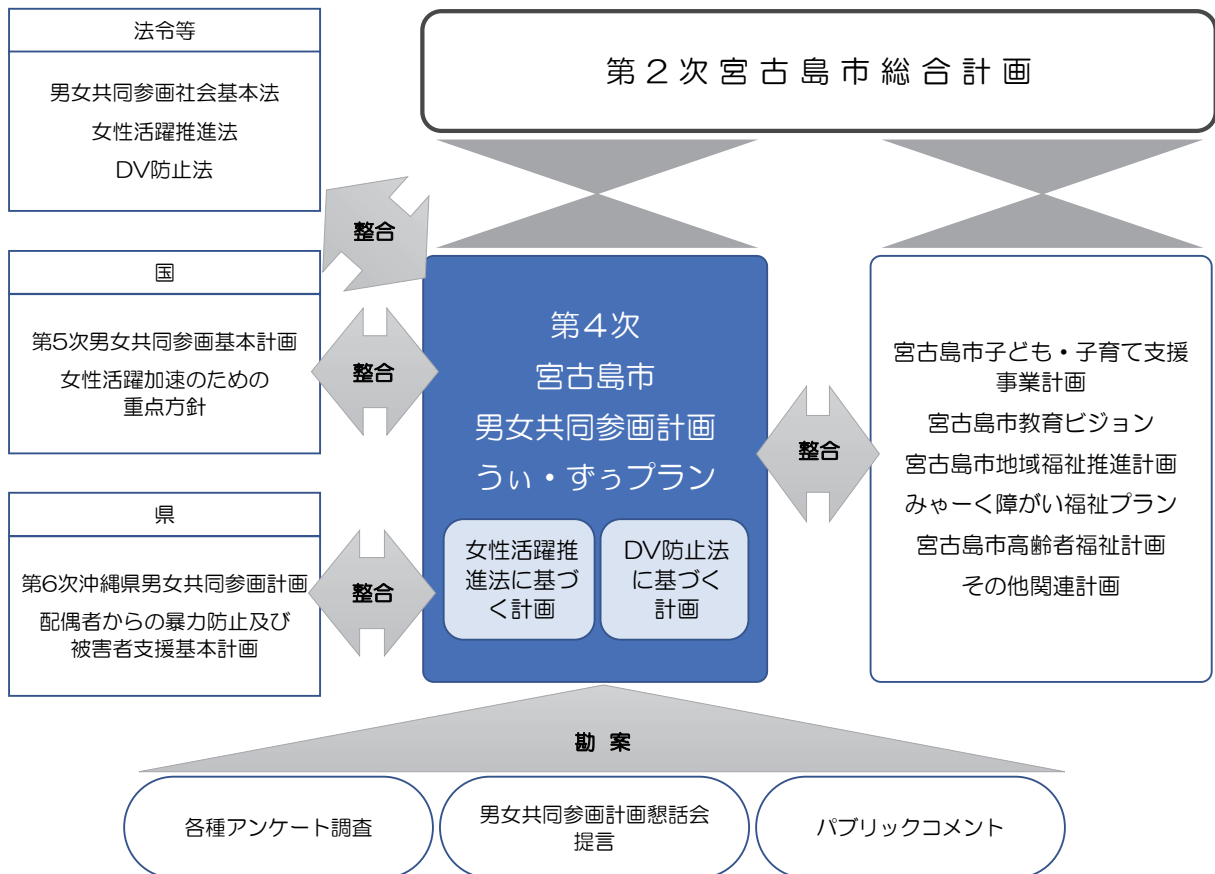 法令等
男女共同参画社会基本法
女性活躍推進法
DV防止法
第2次宮古島市総合計画
整合
国
第5次男女共同参画基本計画
女性活躍加速のための
重点方針
整合
県
第6次沖縄県男女共同参画計画
配偶者からの暴力防止及び
被害者支援基本計画
整合
第4次
宮古島市
男女共同参画計画
うぃ・ずぅプラン
女性活躍推
進法に基づ
く計画
DV防止法
に基づく
計画
整合
宮古島市子ども・子育て支援
事業計画
宮古島市教育ビジョン
宮古島市地域福祉推進計画
みゃーく障がい福祉プラン
宮古島市高齢者福祉計画
その他関連計画
勘案
各種アンケート調査
男女共同参画計画懇話会
提言
パブリックコメント